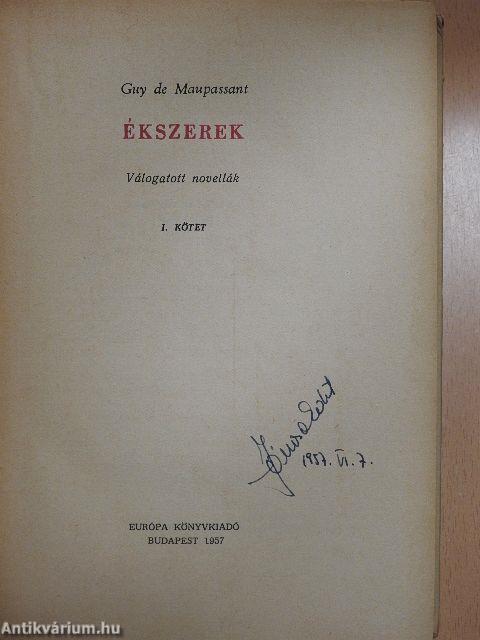 Guy de Maupassant
ÉKSZEREK
Válogatott novellák
I. KÖTET
1957. VI. 7.
EURÓPA KÖNYVKIADÓ
BUDAPEST 1957
Antikvárium.hu